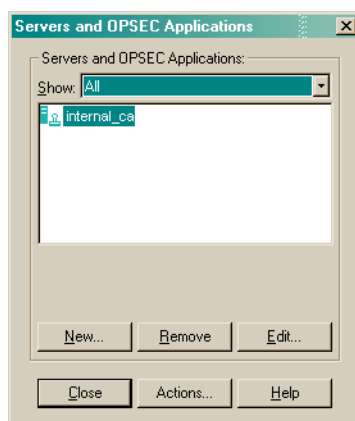 Servers and OPSEC Applications
Servers and OPSEC Applications:
Show: All
internal_ca
New... Remove Edit...
Close Actions... Help